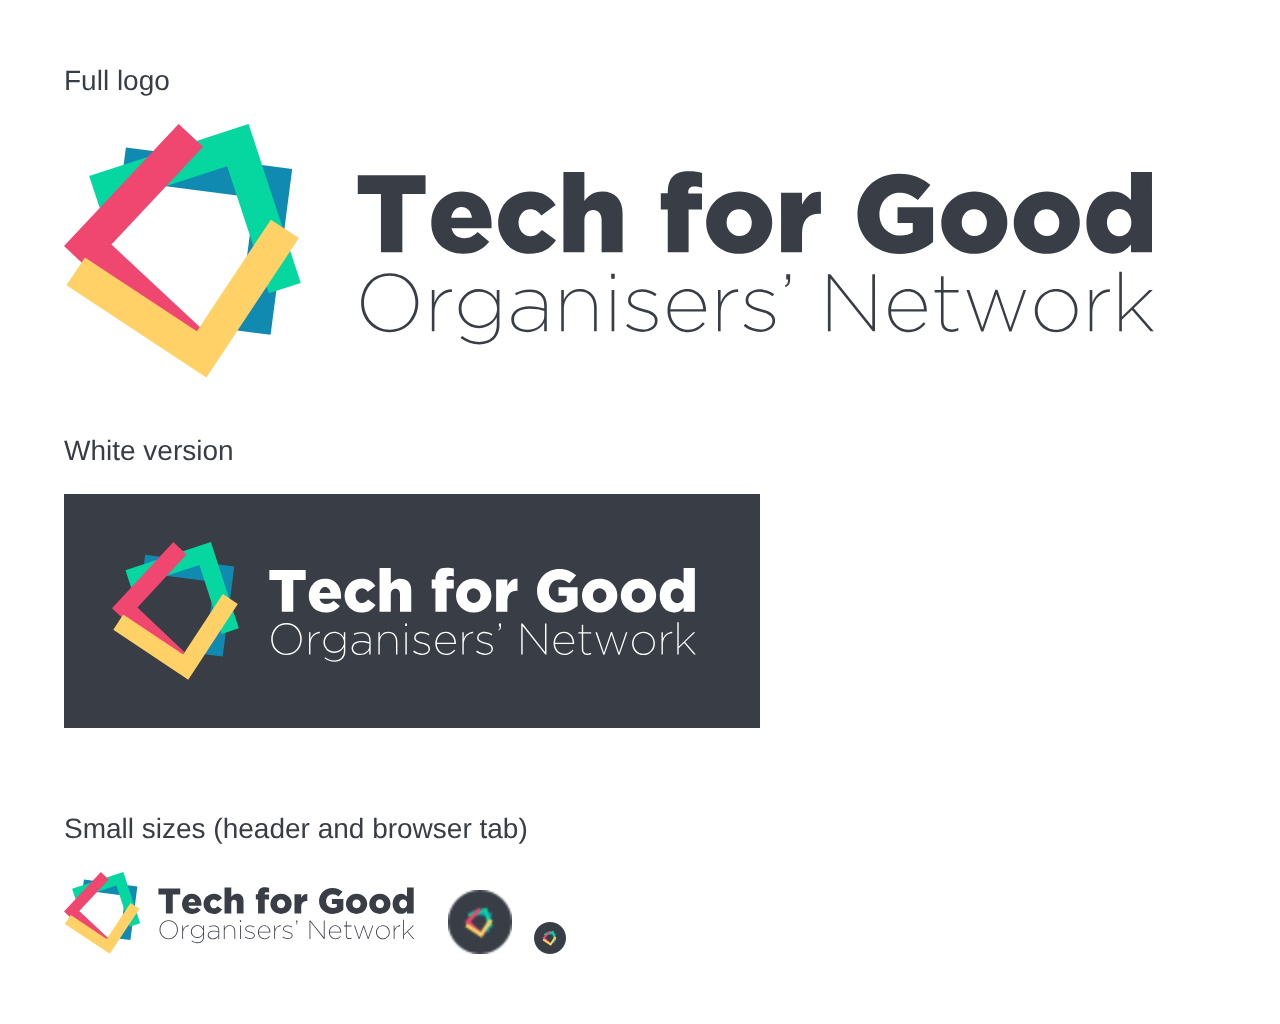 Full logo
Tech for Good
Organisers’ Network
White version
Tech for Good
Organisers’ Network
Small sizes (header and browser tab)
Tech for Good
Organisers’ Network